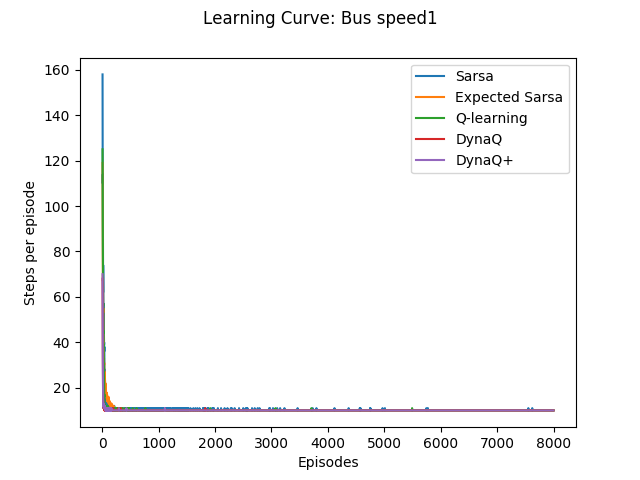 Learning Curve: Bus speed1
Steps per episode
160
140
120
100
80
60
40
20
Sarsa
Expected Sarsa
Q-learning
DynaQ
DynaQ+
0 1000 2000 3000 4000 5000 6000 7000 8000
Episodes